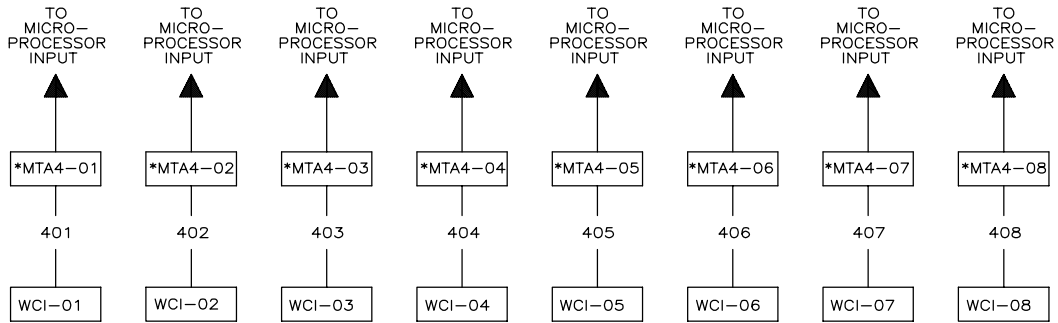 TO TO TO TO TO TO TO TO
MICRO– MICRO– MICRO– MICRO– MICRO– MICRO– MICRO– MICRO–
PROCESSOR PROCESSOR PROCESSOR PROCESSOR PROCESSOR PROCESSOR PROCESSOR PROCESSOR
INPUT INPUT INPUT INPUT INPUT INPUT INPUT INPUT
*MTA4–01 *MTA4–02 *MTA4–03 *MTA4–04 *MTA4–05 *MTA4–06 *MTA4–07 *MTA4–08
401 402 403 404 405 406 407 408
WCI–01 WCI–02 WCI–03 WCI–04 WCI–05 WCI–06 WCI–07 WCI–08